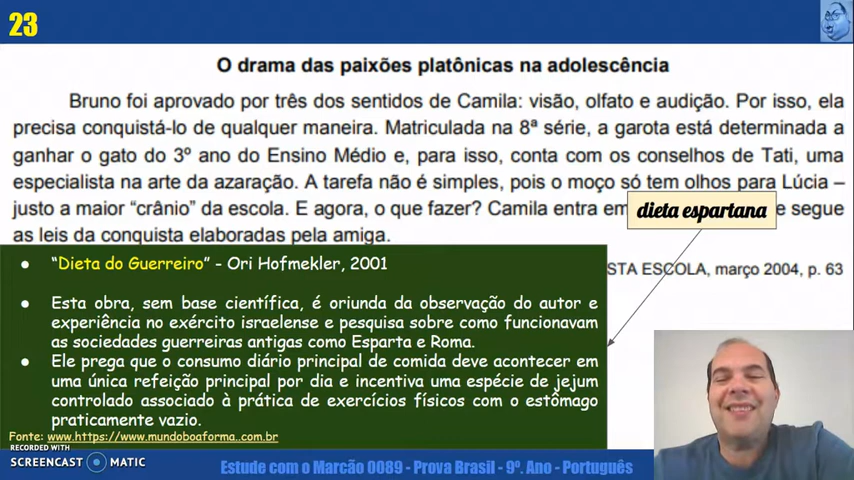 23
O drama das paixões platônicas na adolescência
Bruno foi aprovado por três dos sentidos de Camila: visão, olfato e audição. Por isso, ela
precisa conquistá-lo de qualquer maneira. Matriculada na 8ª série, a garota está determinada a
ganhar o gato do 3º ano do Ensino Médio e, para isso, conta com os conselhos de Tati, uma
especialista na arte da azaração. A tarefa não é simples, pois o moço só tem olhos para Lúcia –
justo a maior “crânio” da escola. E agora, o que fazer? Camila entra em
dieta espartana
e segue
as leis da conquista elaboradas pela amiga.
STA ESCOLA, março 2004, p. 63
● “Dieta do Guerreiro” - Ori Hofmekler, 2001
● Esta obra, sem base científica, é oriunda da observação do autor e
experiência no exército israelense e pesquisa sobre como funcionavam
as sociedades guerreiras antigas como Esparta e Roma.
● Ele prega que o consumo diário principal de comida deve acontecer em
uma única refeição principal por dia e incentiva uma espécie de jejum
controlado associado à prática de exercícios físicos com o estômago
praticamente vazio.
Fonte: www.https://www.mundoboaforma..com.br
RECORDED WITH
SCREENCAST MATIC
Estude com o Marcão 0089 - Prova Brasil - 9º. Ano - Português